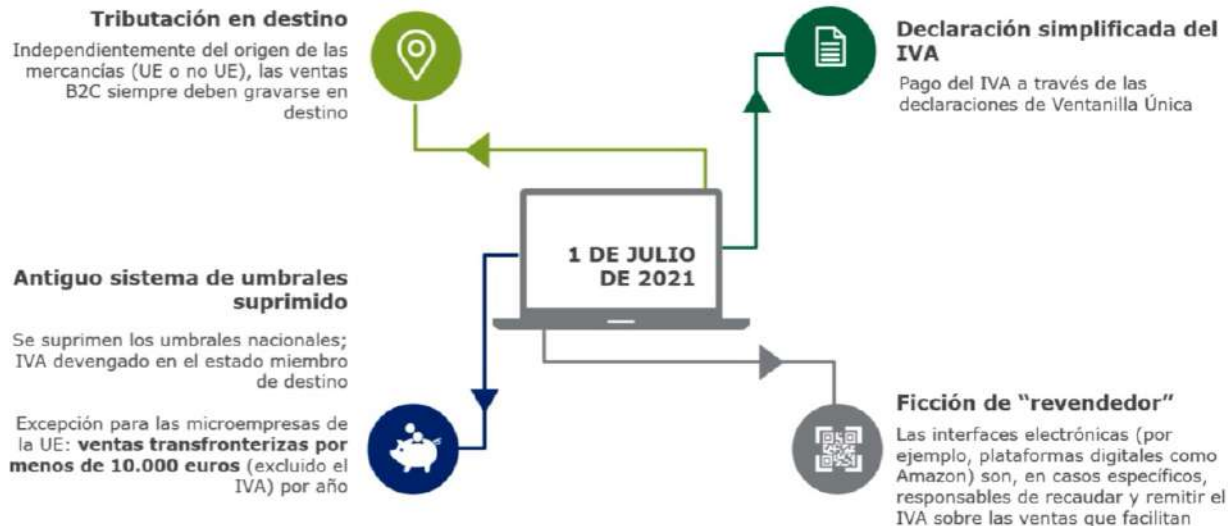 Tributación en destino
Independientemente del origen de las
mercancías (UE o no UE), las ventas
B2C siempre deben gravarse en
destino
Declaración simplificada del
IVA
Pago del IVA a través de las
declaraciones de Ventanilla Única
1 DE JULIO
DE 2021
Antiguo sistema de umbrales
suprimido
Se suprimen los umbrales nacionales;
IVA devengado en el estado miembro
de destino
Excepción para las microempresas de
la UE: ventas transfronterizas por
menos de 10.000 euros (excluido el
IVA) por año
Ficción de “revendedor”
Las interfaces electrónicas (por
ejemplo, plataformas digitales como
Amazon) son, en casos específicos,
responsables de recaudar y remitir el
IVA sobre las ventas que facilitan